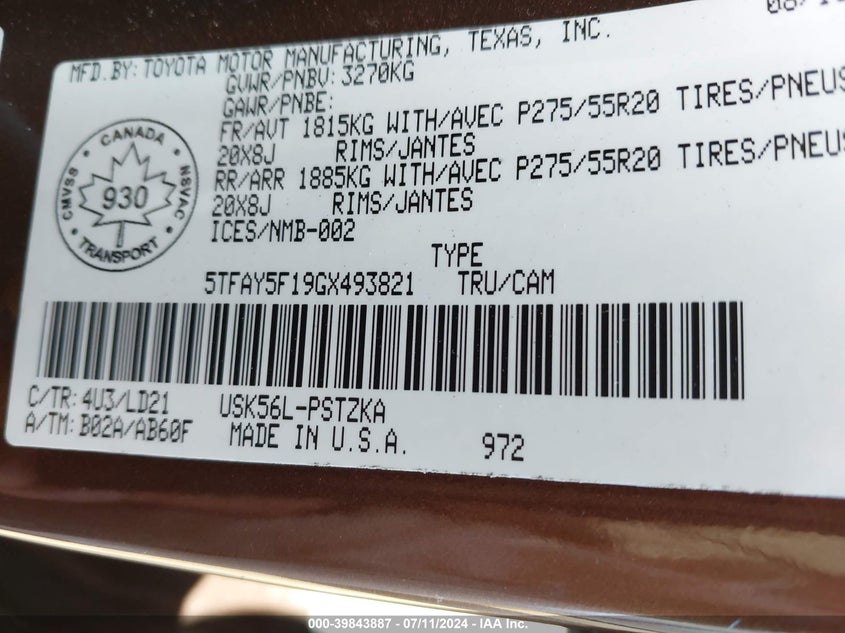 MFD.BY: TOYOTA MOTOR MANUFACTURING, TEXAS, INC.
GVWR/PNBV: 3270KG
GAWR/PNBE:
FR/AVT 1815KG WITH/AVEC P275/55R20 TIRES/PNEUS
20X8J RIMS/JANTES
RR/ARR 1885KG WITH/AVEC P275/55R20 TIRES/PNEUS
20X8J RIMS/JANTES
ICES/NMB-002
CANADA
CMVSS 930 NSVAC
TRANSPORT
TYPE
5TFAY5F19GX493821 TRU/CAM
C/TR: 4U3/LD21 USK56L-PSTZKA
A/TM: B02A/AB60F MADE IN U.S.A. 972
000-39843887 - 07/11/2024 - IAA Inc.